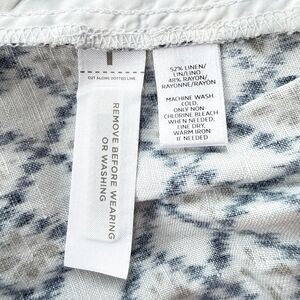 CUT ALONG DOTTED LINE
REMOVE BEFORE WEARING
OR WASHING
52% LINEN/
LIN/LINO
48% RAYON/
RAYONNE/RAYON
MACHINE WASH
COLD,
ONLY NON
CHLORINE BLEACH
WHEN NEEDED,
LINE DRY,
WARM IRON
IF NEEDED